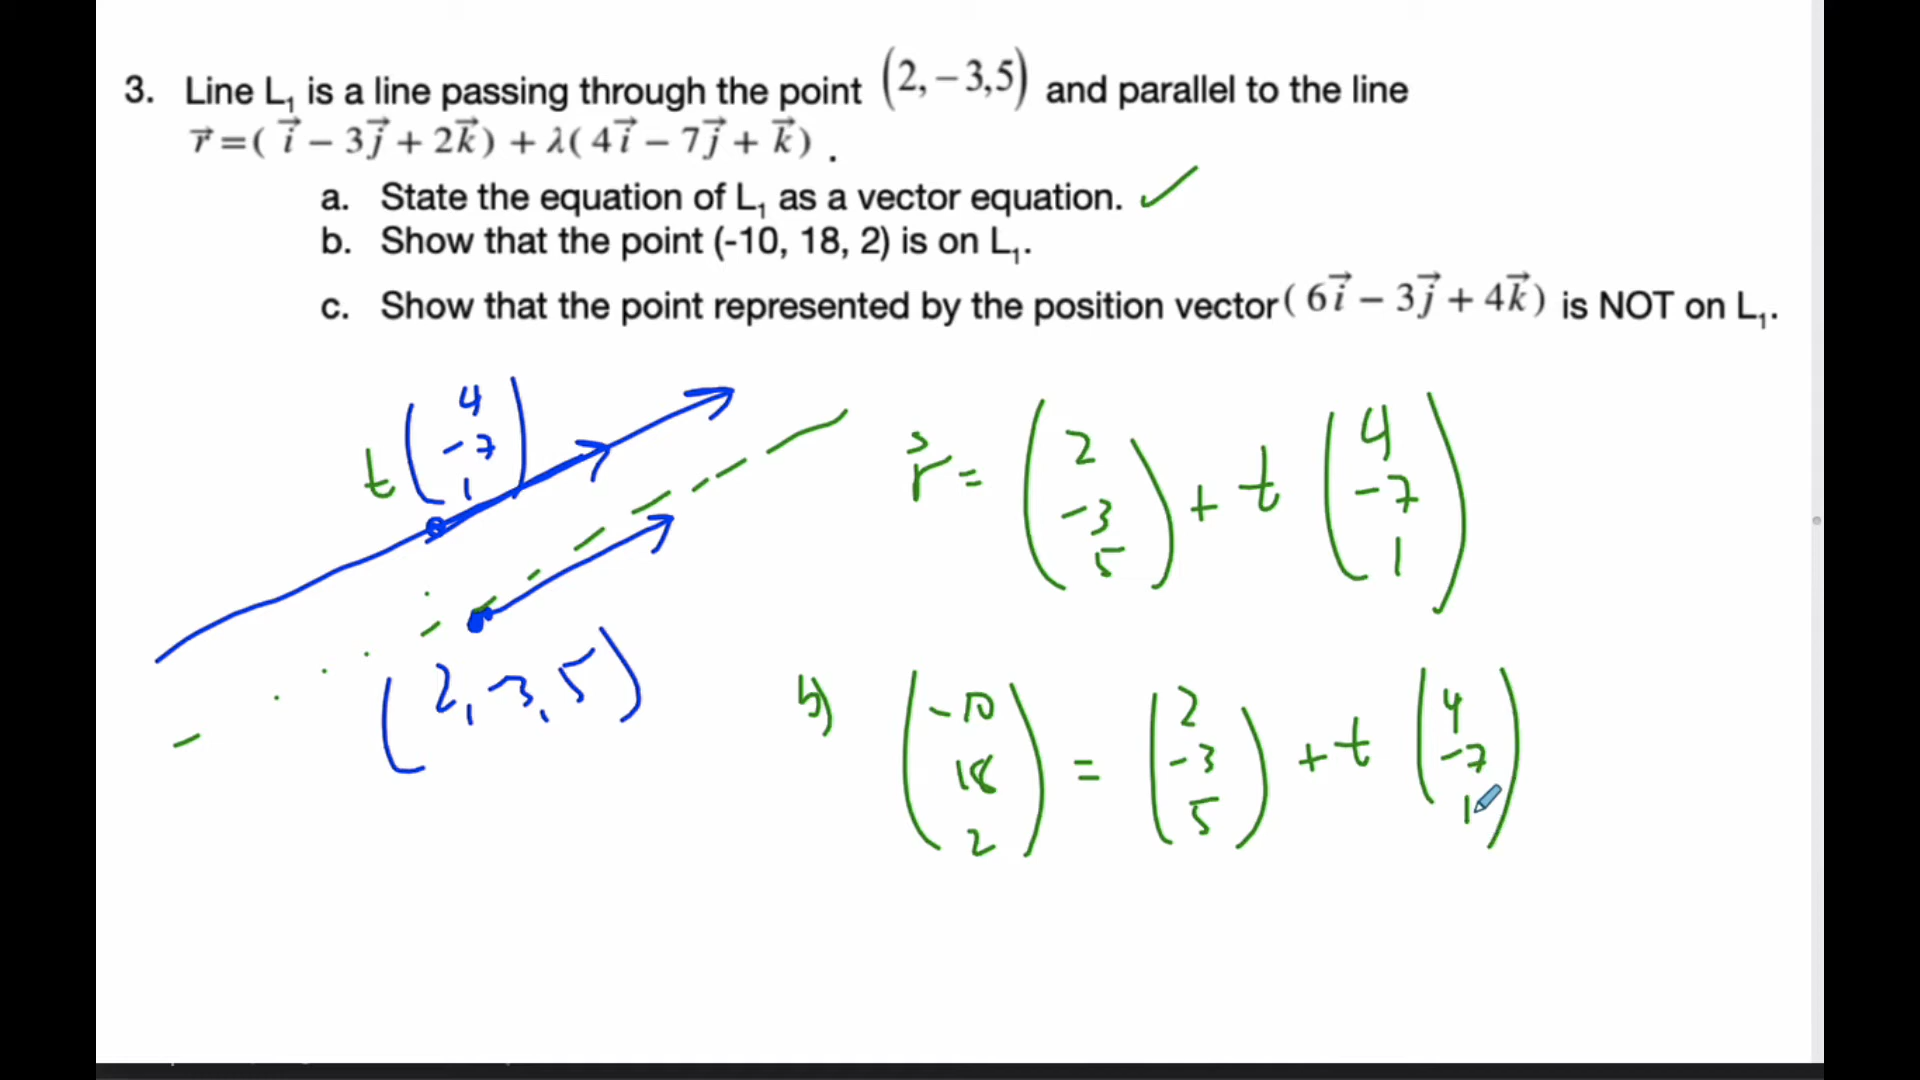 3. Line L₁ is a line passing through the point (2, −3,5) and parallel to the line
r⃗=( i⃗ − 3j⃗ + 2k⃗) + λ( 4i⃗ − 7j⃗ + k⃗) .
a. State the equation of L₁ as a vector equation. ✓
b. Show that the point (-10, 18, 2) is on L₁.
c. Show that the point represented by the position vector ( 6i⃗ − 3j⃗ + 4k⃗) is NOT on L₁.
t (4
-7
1)
(2, -3, 5)
r⃗ = (2 + t (4
-3 -7
5) 1)
b) (-10 = (2 + t (4
18 -3 -7
2) 5) 1)